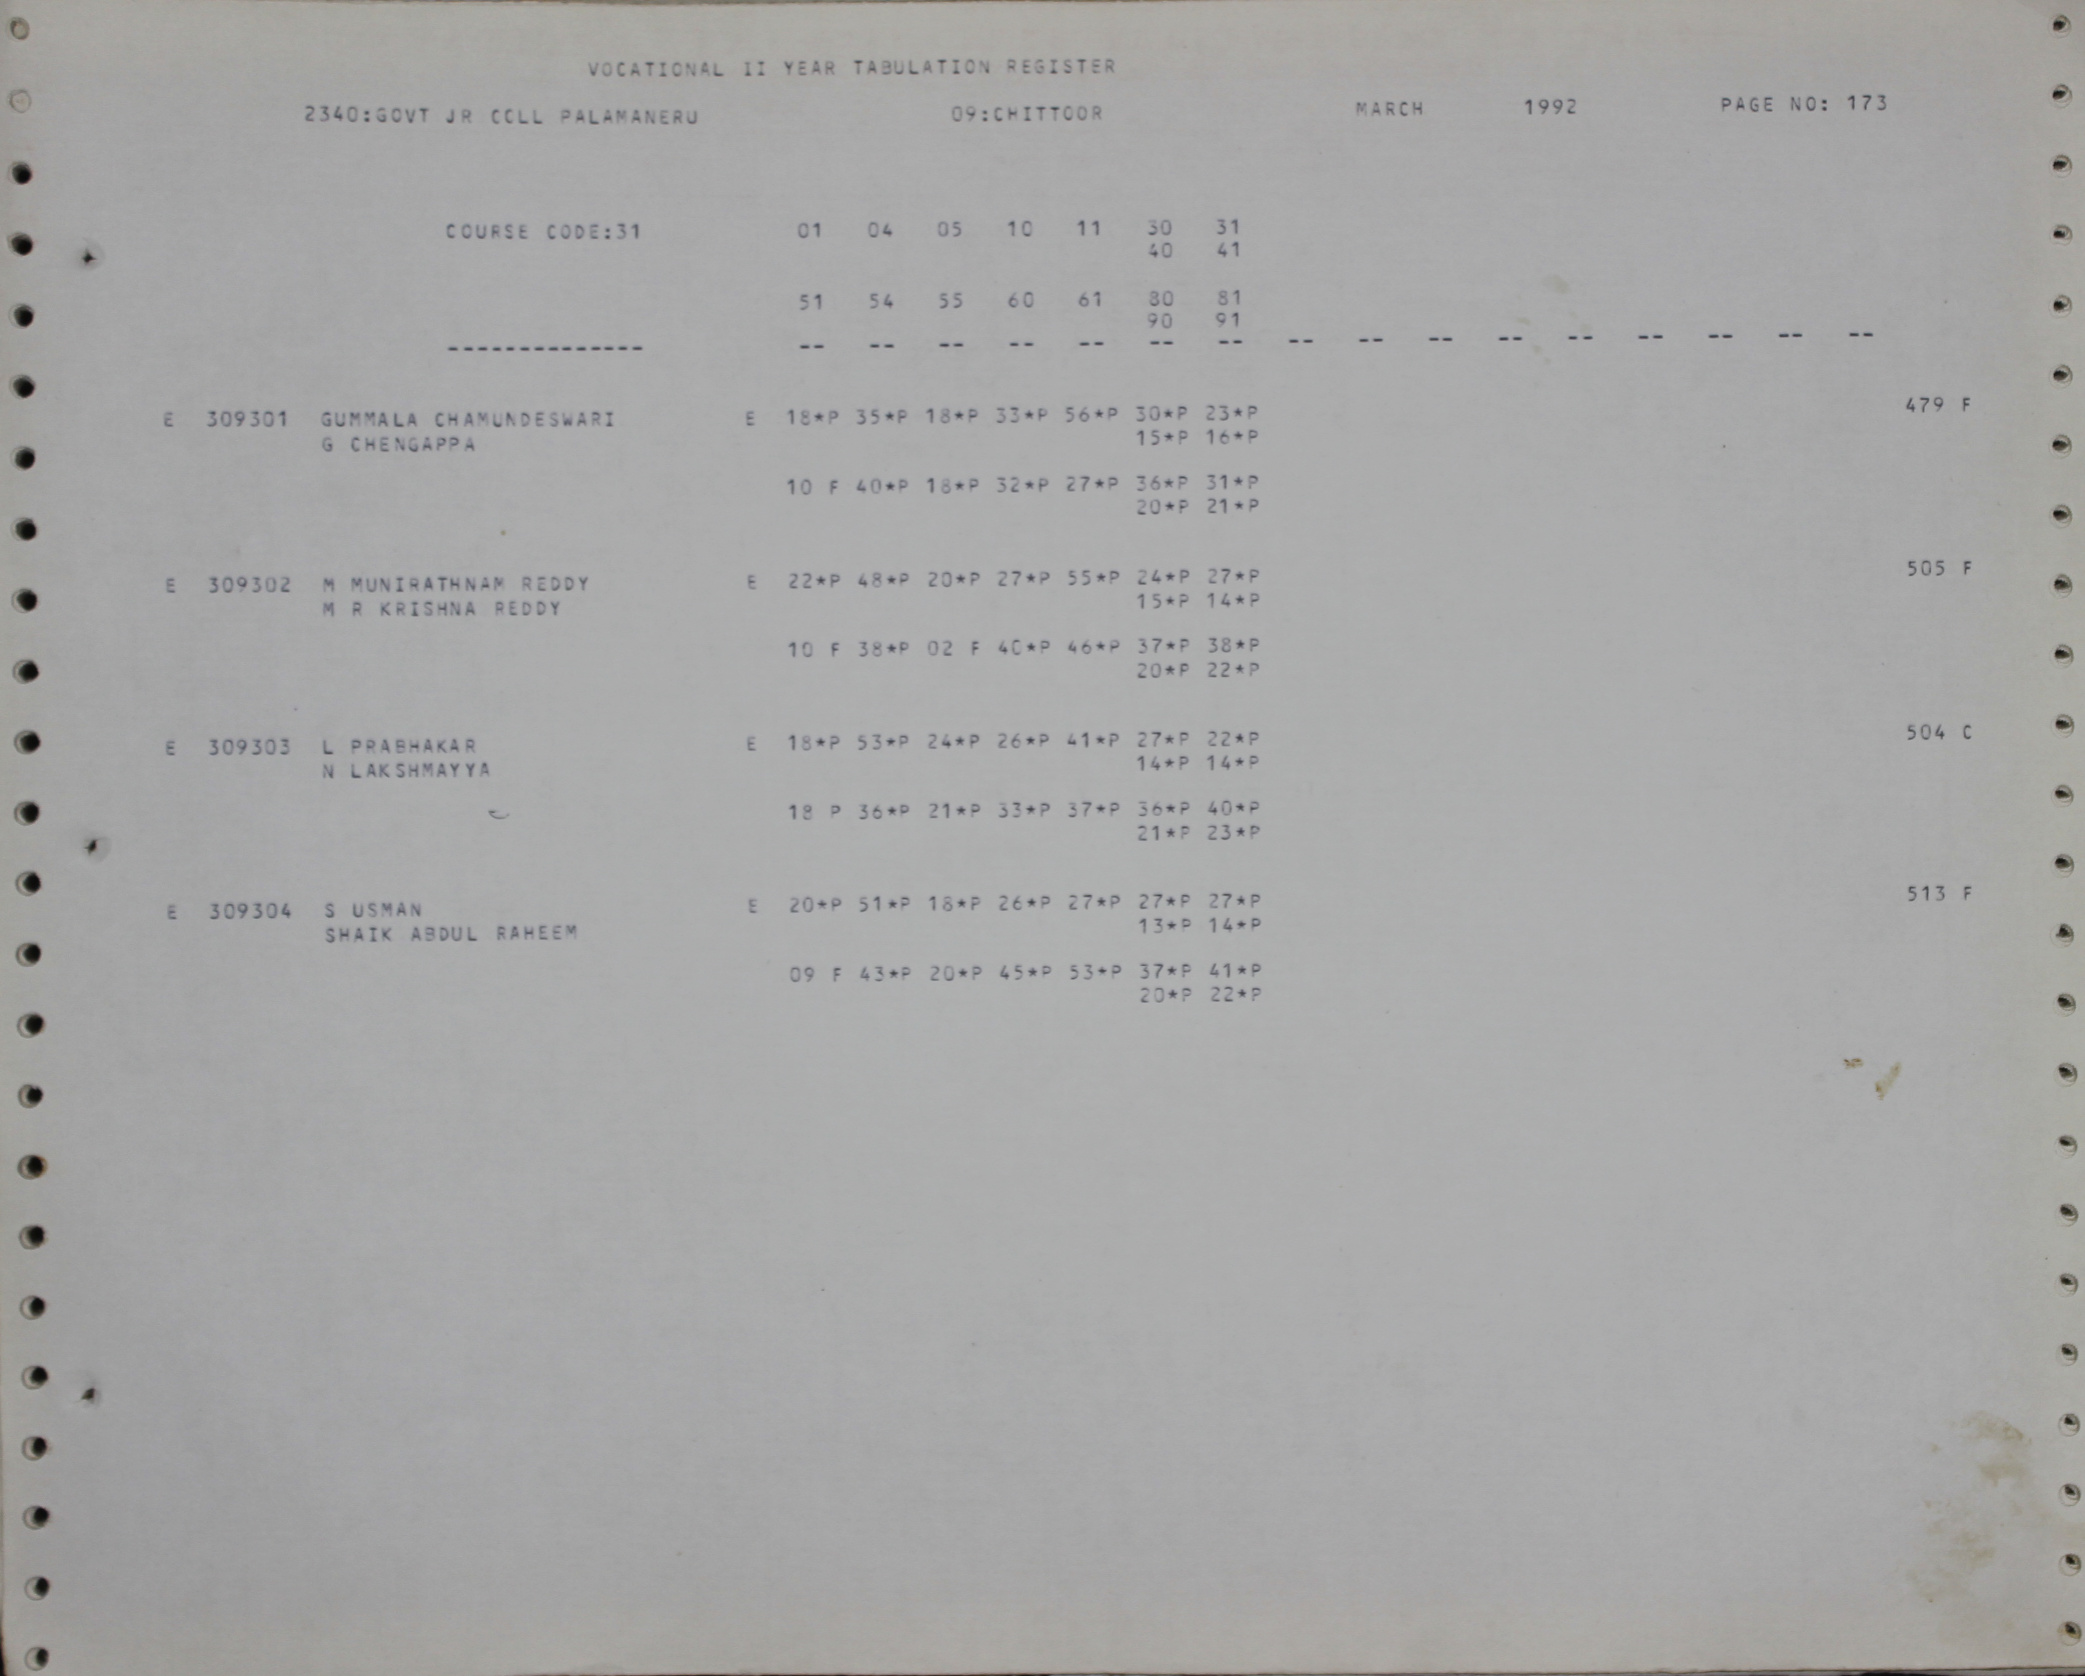 VOCATIONAL II YEAR TABULATION REGISTER
2340:GOVT JR COLL PALAMANERU 09:CHITTOOR MARCH 1992 PAGE NO: 173
COURSE CODE:31 01 04 05 10 11 30 31
40 41
51 54 55 60 61 80 81
90 91
-------------- -- -- -- -- -- -- -- -- -- -- -- -- -- -- -- --
E 309301 GUMMALA CHAMUNDESWARI E 18*P 35*P 18*P 33*P 56*P 30*P 23*P 479 F
G CHENGAPPA 15*P 16*P
10 F 40*P 18*P 32*P 27*P 36*P 31*P
20*P 21*P
E 309302 M MUNIRATHNAM REDDY E 22*P 48*P 20*P 27*P 55*P 24*P 27*P 505 F
M R KRISHNA REDDY 15*P 14*P
10 F 38*P 02 F 40*P 46*P 37*P 38*P
20*P 22*P
E 309303 L PRABHAKAR E 18*P 53*P 24*P 26*P 41*P 27*P 22*P 504 C
N LAKSHMAYYA 14*P 14*P
18 P 36*P 21*P 33*P 37*P 36*P 40*P
21*P 23*P
E 309304 S USMAN E 20*P 51*P 18*P 26*P 27*P 27*P 27*P 513 F
SHAIK ABDUL RAHEEM 13*P 14*P
09 F 43*P 20*P 45*P 53*P 37*P 41*P
20*P 22*P